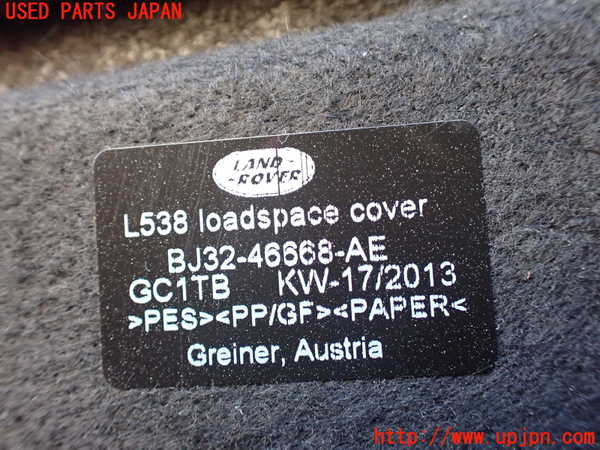 USED PARTS JAPAN
LAND-
-ROVER
L538 loadspace cover
BJ32-46668-AE
GC1TB KW-17/2013
>PES><PP/GF><PAPER<
Greiner, Austria
http://www.upjpn.com